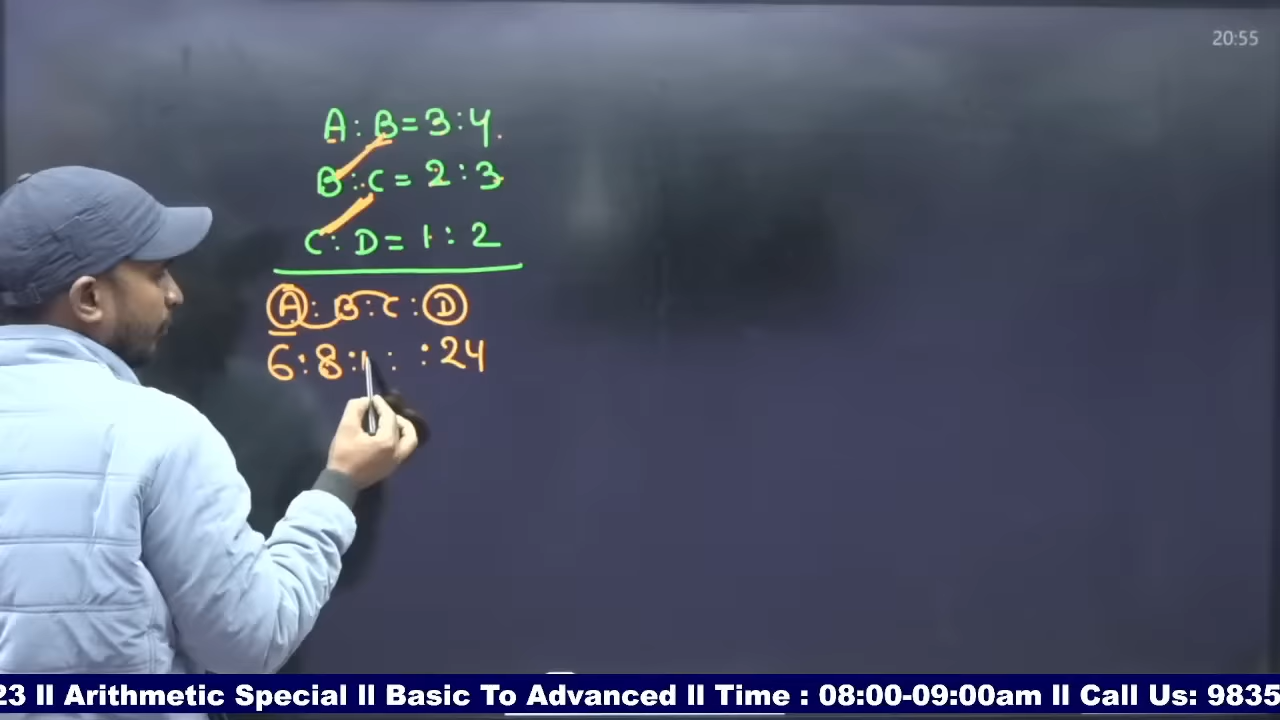 20:55
A : B = 3 : 4
B : C = 2 : 3
C : D = 1 : 2
A : B : C : D
6 : 8 : 1 : : 24
23 II Arithmetic Special II Basic To Advanced II Time : 08:00-09:00am II Call Us: 9835